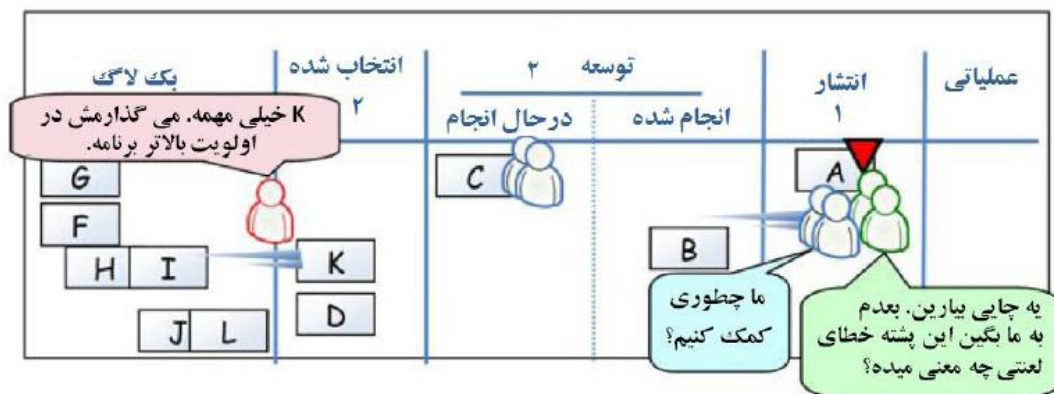 بک لاگ
انتخاب شده
۲
توسعه ۲
درحال انجام
انجام شده
انتشار
۱
عملیاتی
K خیلی مهمه. می گذارمش در
اولویت بالاتر برنامه.
G
F
H I
J L
K
D
C
B
A
ما چطوری
کمک کنیم؟
یه چایی بیارین. بعدم
به ما بگین این پشته خطای
لعنتی چه معنی میده؟